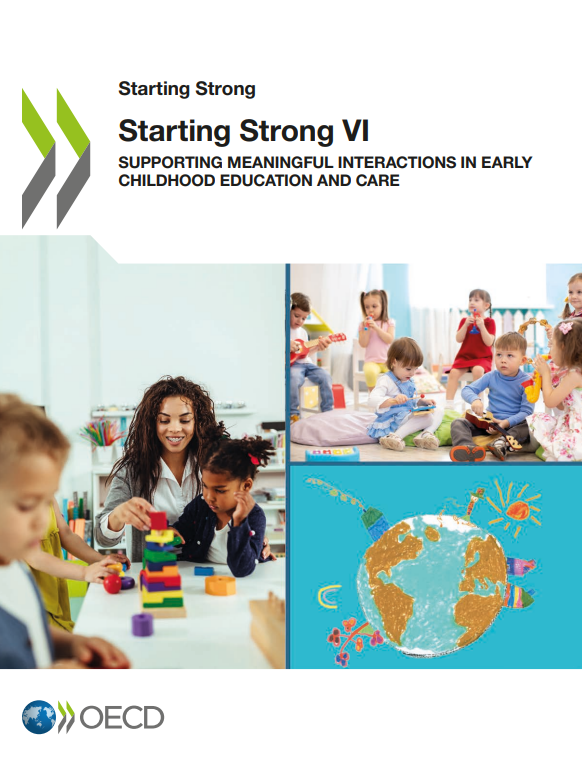 Starting Strong
Starting Strong VI
SUPPORTING MEANINGFUL INTERACTIONS IN EARLY
CHILDHOOD EDUCATION AND CARE
OECD